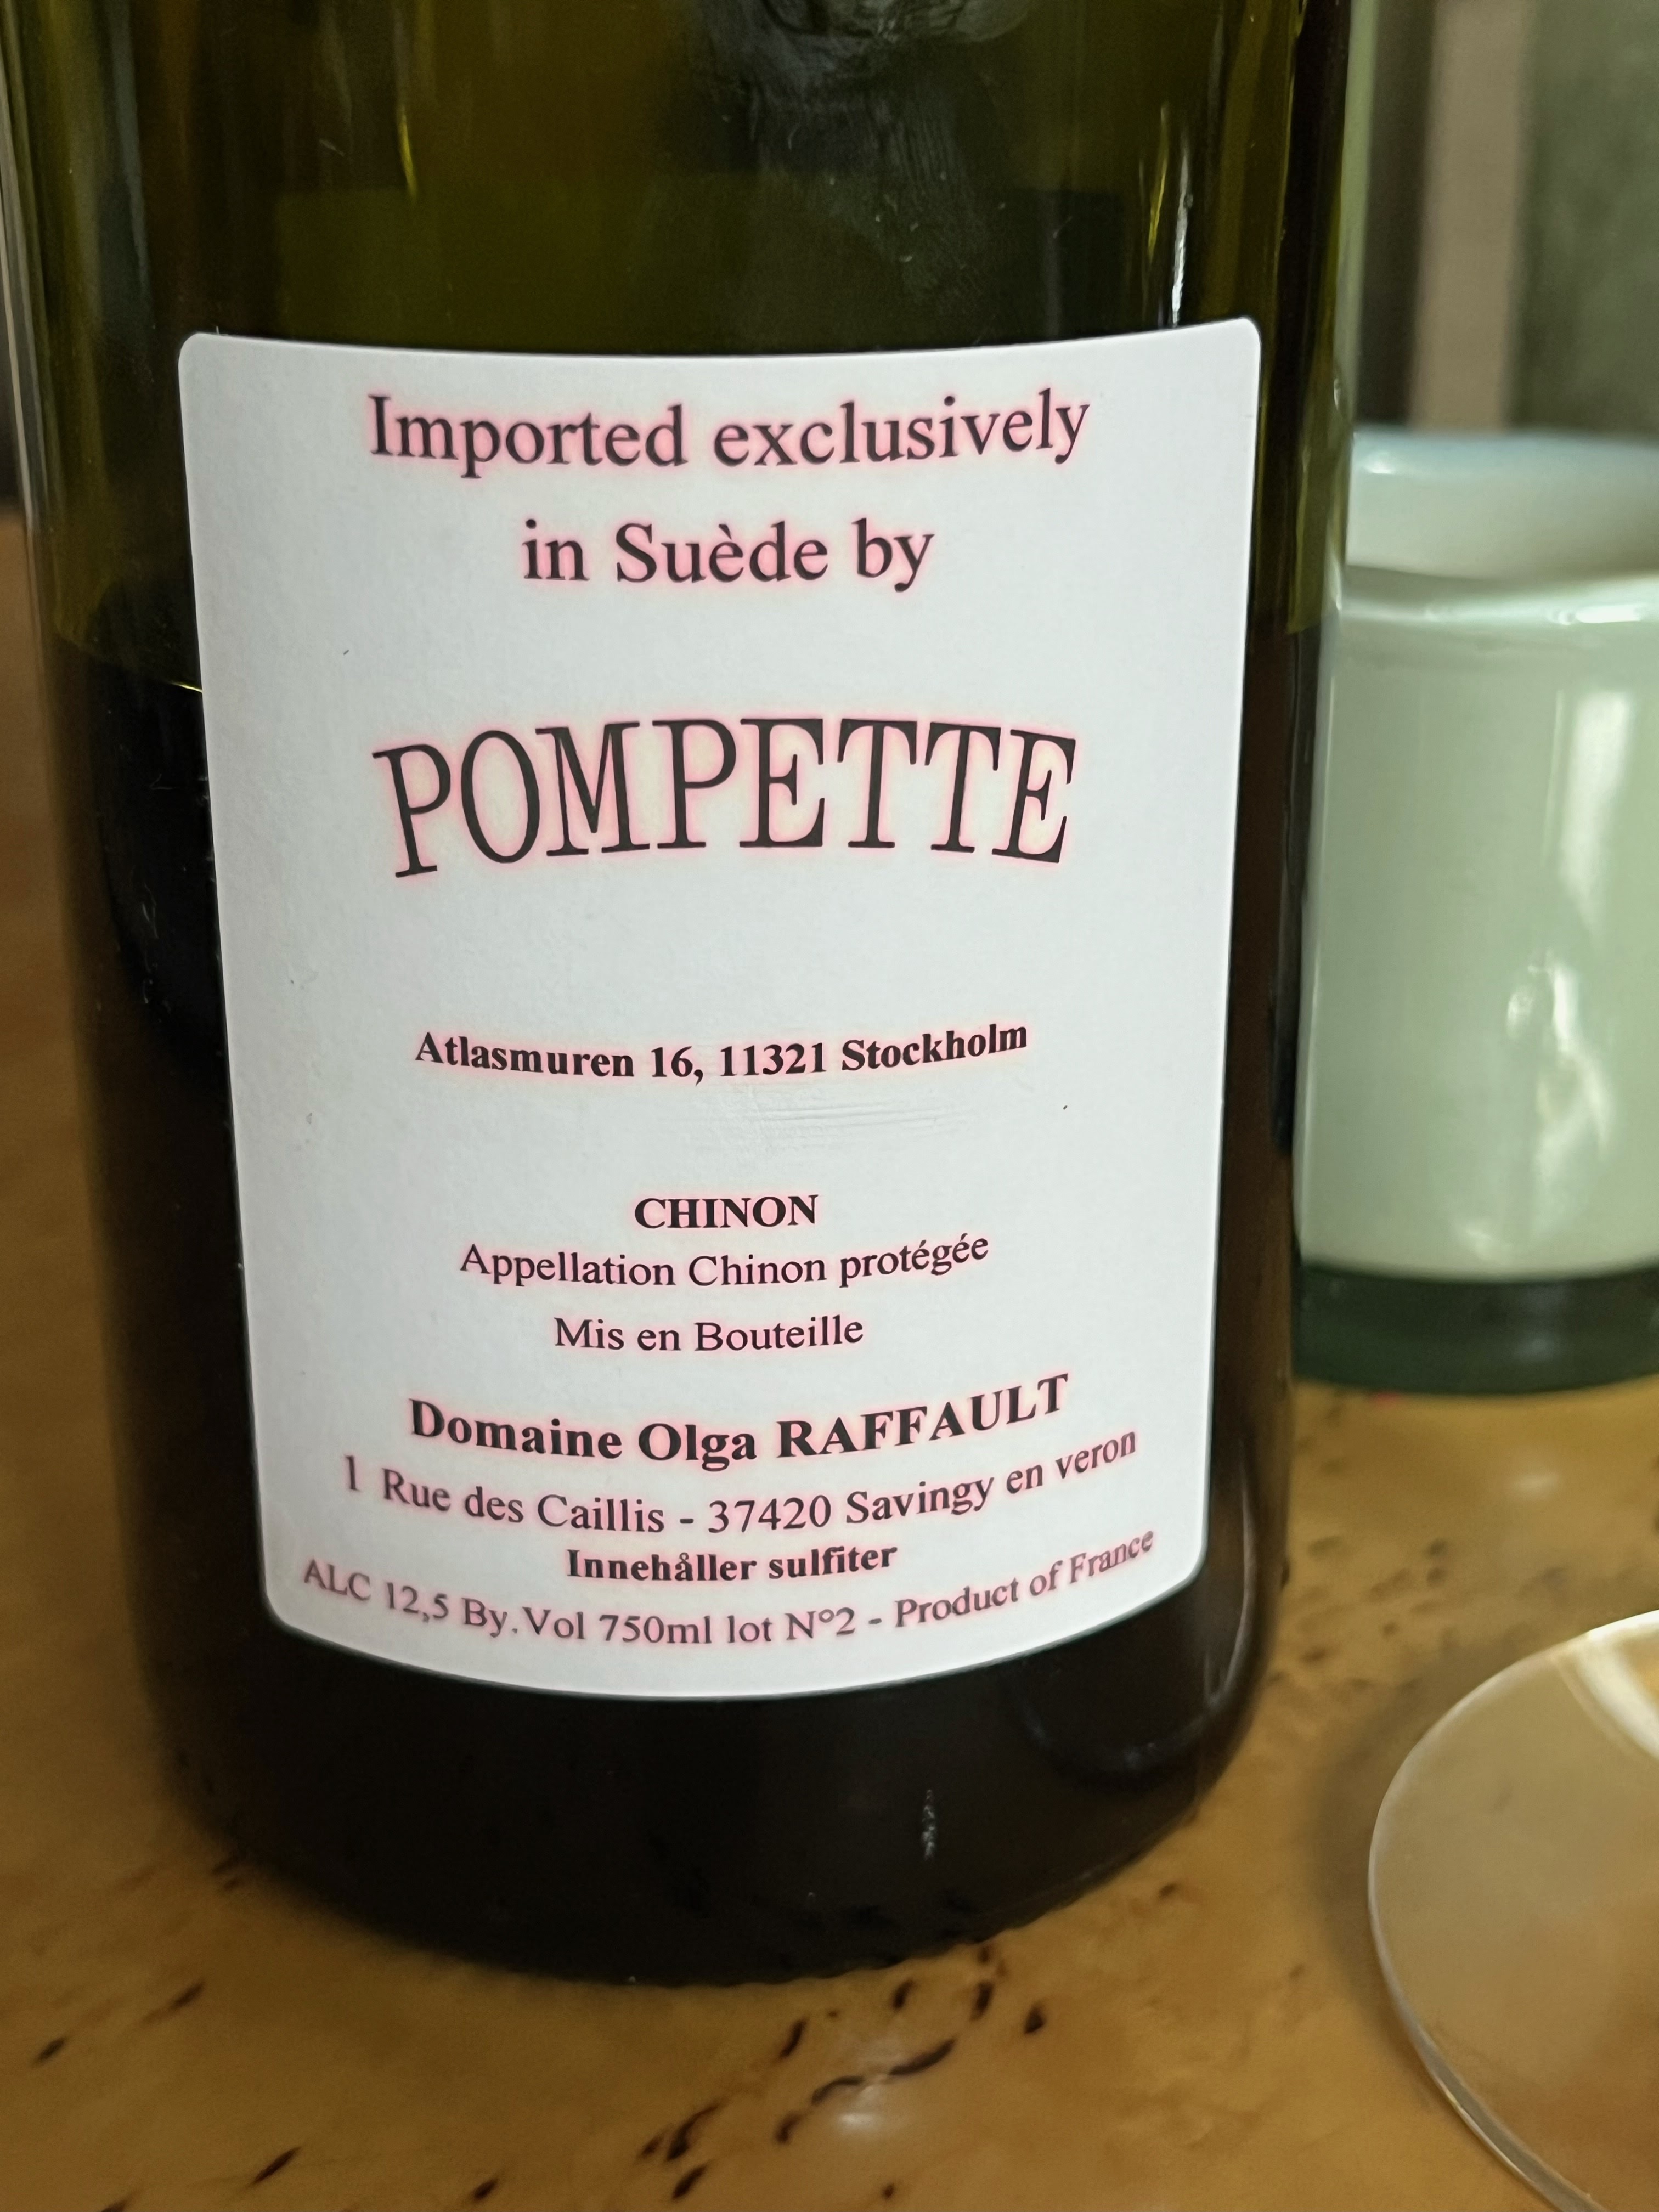 Imported exclusively
in Suède by
POMPETTE
Atlasmuren 16, 11321 Stockholm
CHINON
Appellation Chinon protégée
Mis en Bouteille
Domaine Olga RAFFAULT
1 Rue des Caillis - 37420 Savingy en veron
Innehåller sulfiter
ALC 12,5 By.Vol 750ml lot N°2 - Product of France